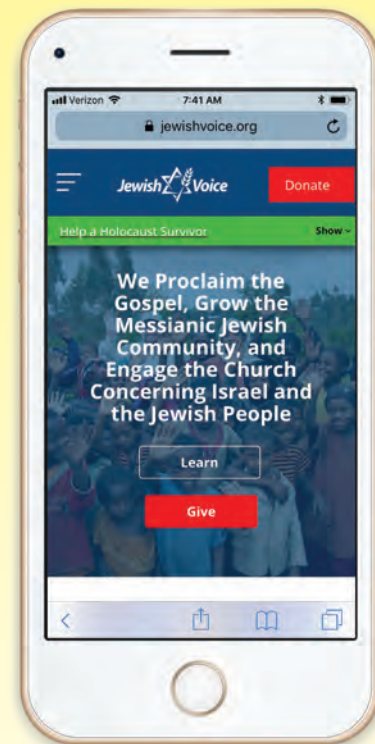 Verizon 7:41 AM
jewishvoice.org
Jewish Voice Donate
Help a Holocaust Survivor Show
We Proclaim the
Gospel, Grow the
Messianic Jewish
Community, and
Engage the Church
Concerning Israel and
the Jewish People
Learn
Give